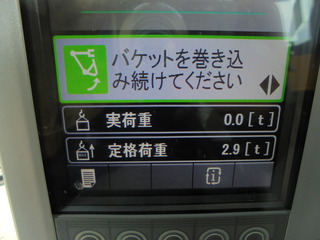 バケットを巻き込
み続けてください
実荷重 0.0[t]
定格荷重 2.9[t]